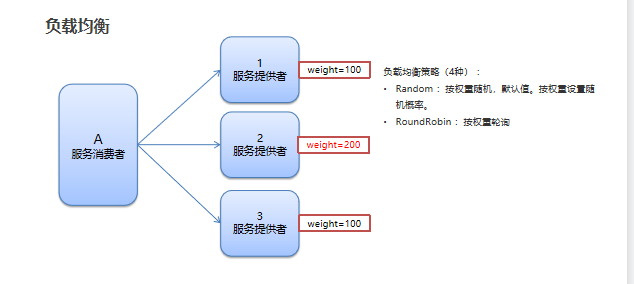 负载均衡
1
服务提供者
weight=100
负载均衡策略（4种）：
• Random：按权重随机，默认值。按权重设置随
机概率。
• RoundRobin：按权重轮询
A
服务消费者
2
服务提供者
weight=200
3
服务提供者
weight=100